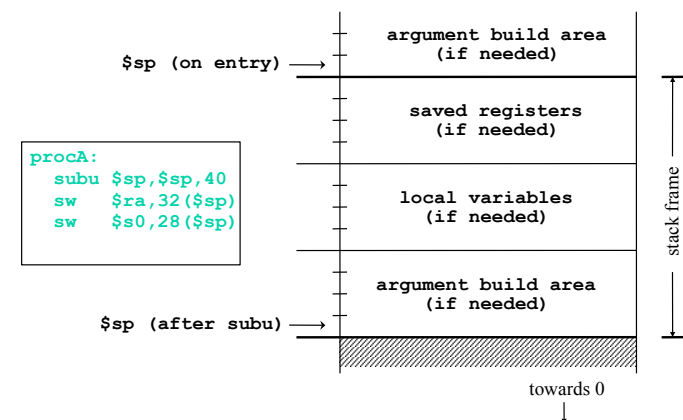 argument build area
(if needed)
$sp (on entry)
saved registers
(if needed)
procA:
subu $sp,$sp,40
sw $ra,32($sp)
sw $s0,28($sp)
local variables
(if needed)
stack frame
argument build area
(if needed)
$sp (after subu)
towards 0